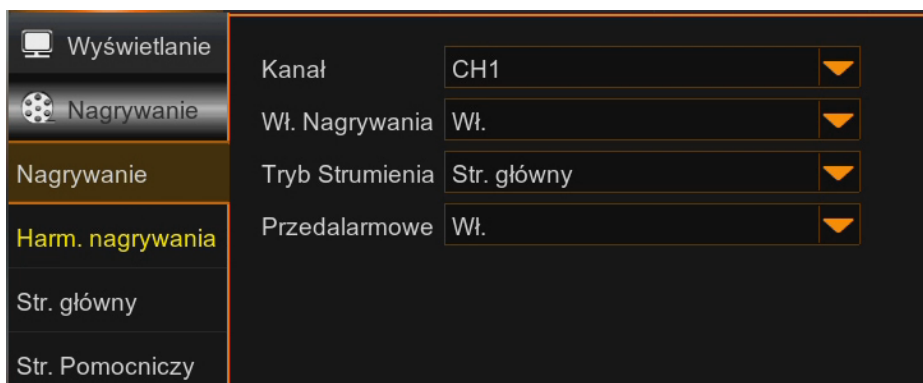 Wyświetlanie
Nagrywanie
Nagrywanie
Harm. nagrywania
Str. główny
Str. Pomocniczy
Kanał CH1
Wł. Nagrywania Wł.
Tryb Strumienia Str. główny
Przedalarmowe Wł.